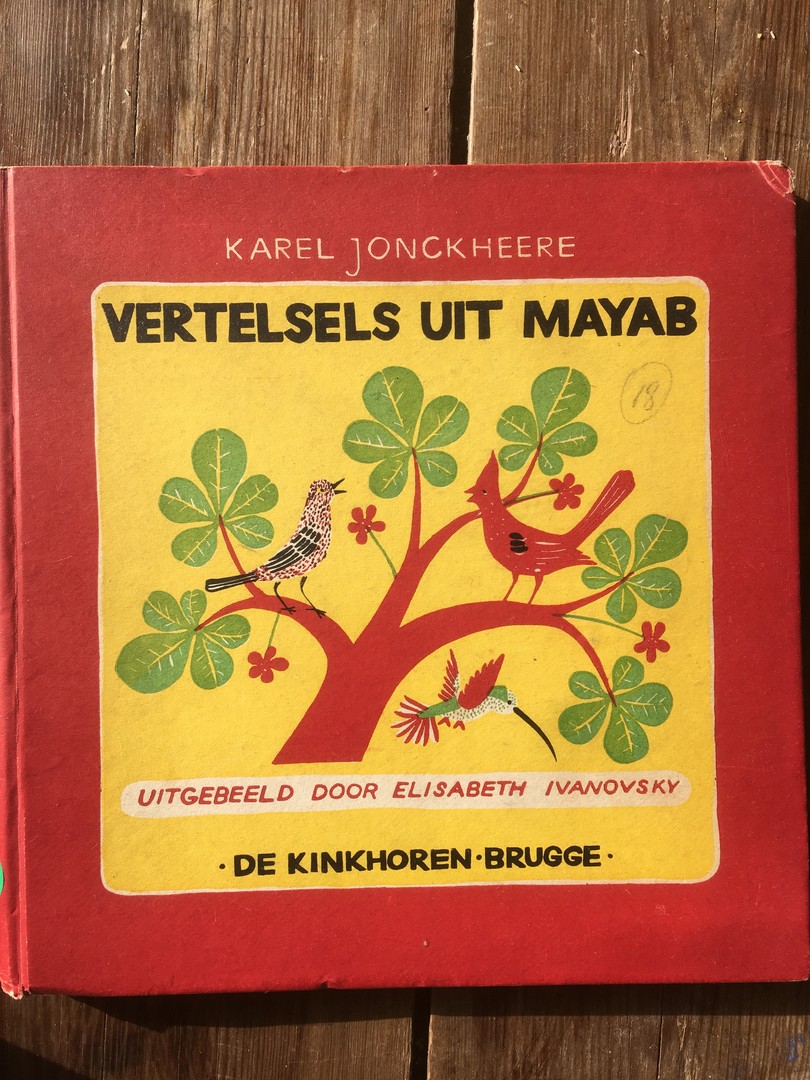 KAREL JONCKHEERE
VERTELSELS UIT MAYAB
18
UITGEBEELD DOOR ELISABETH IVANOVSKY
· DE KINKHOREN · BRUGGE ·